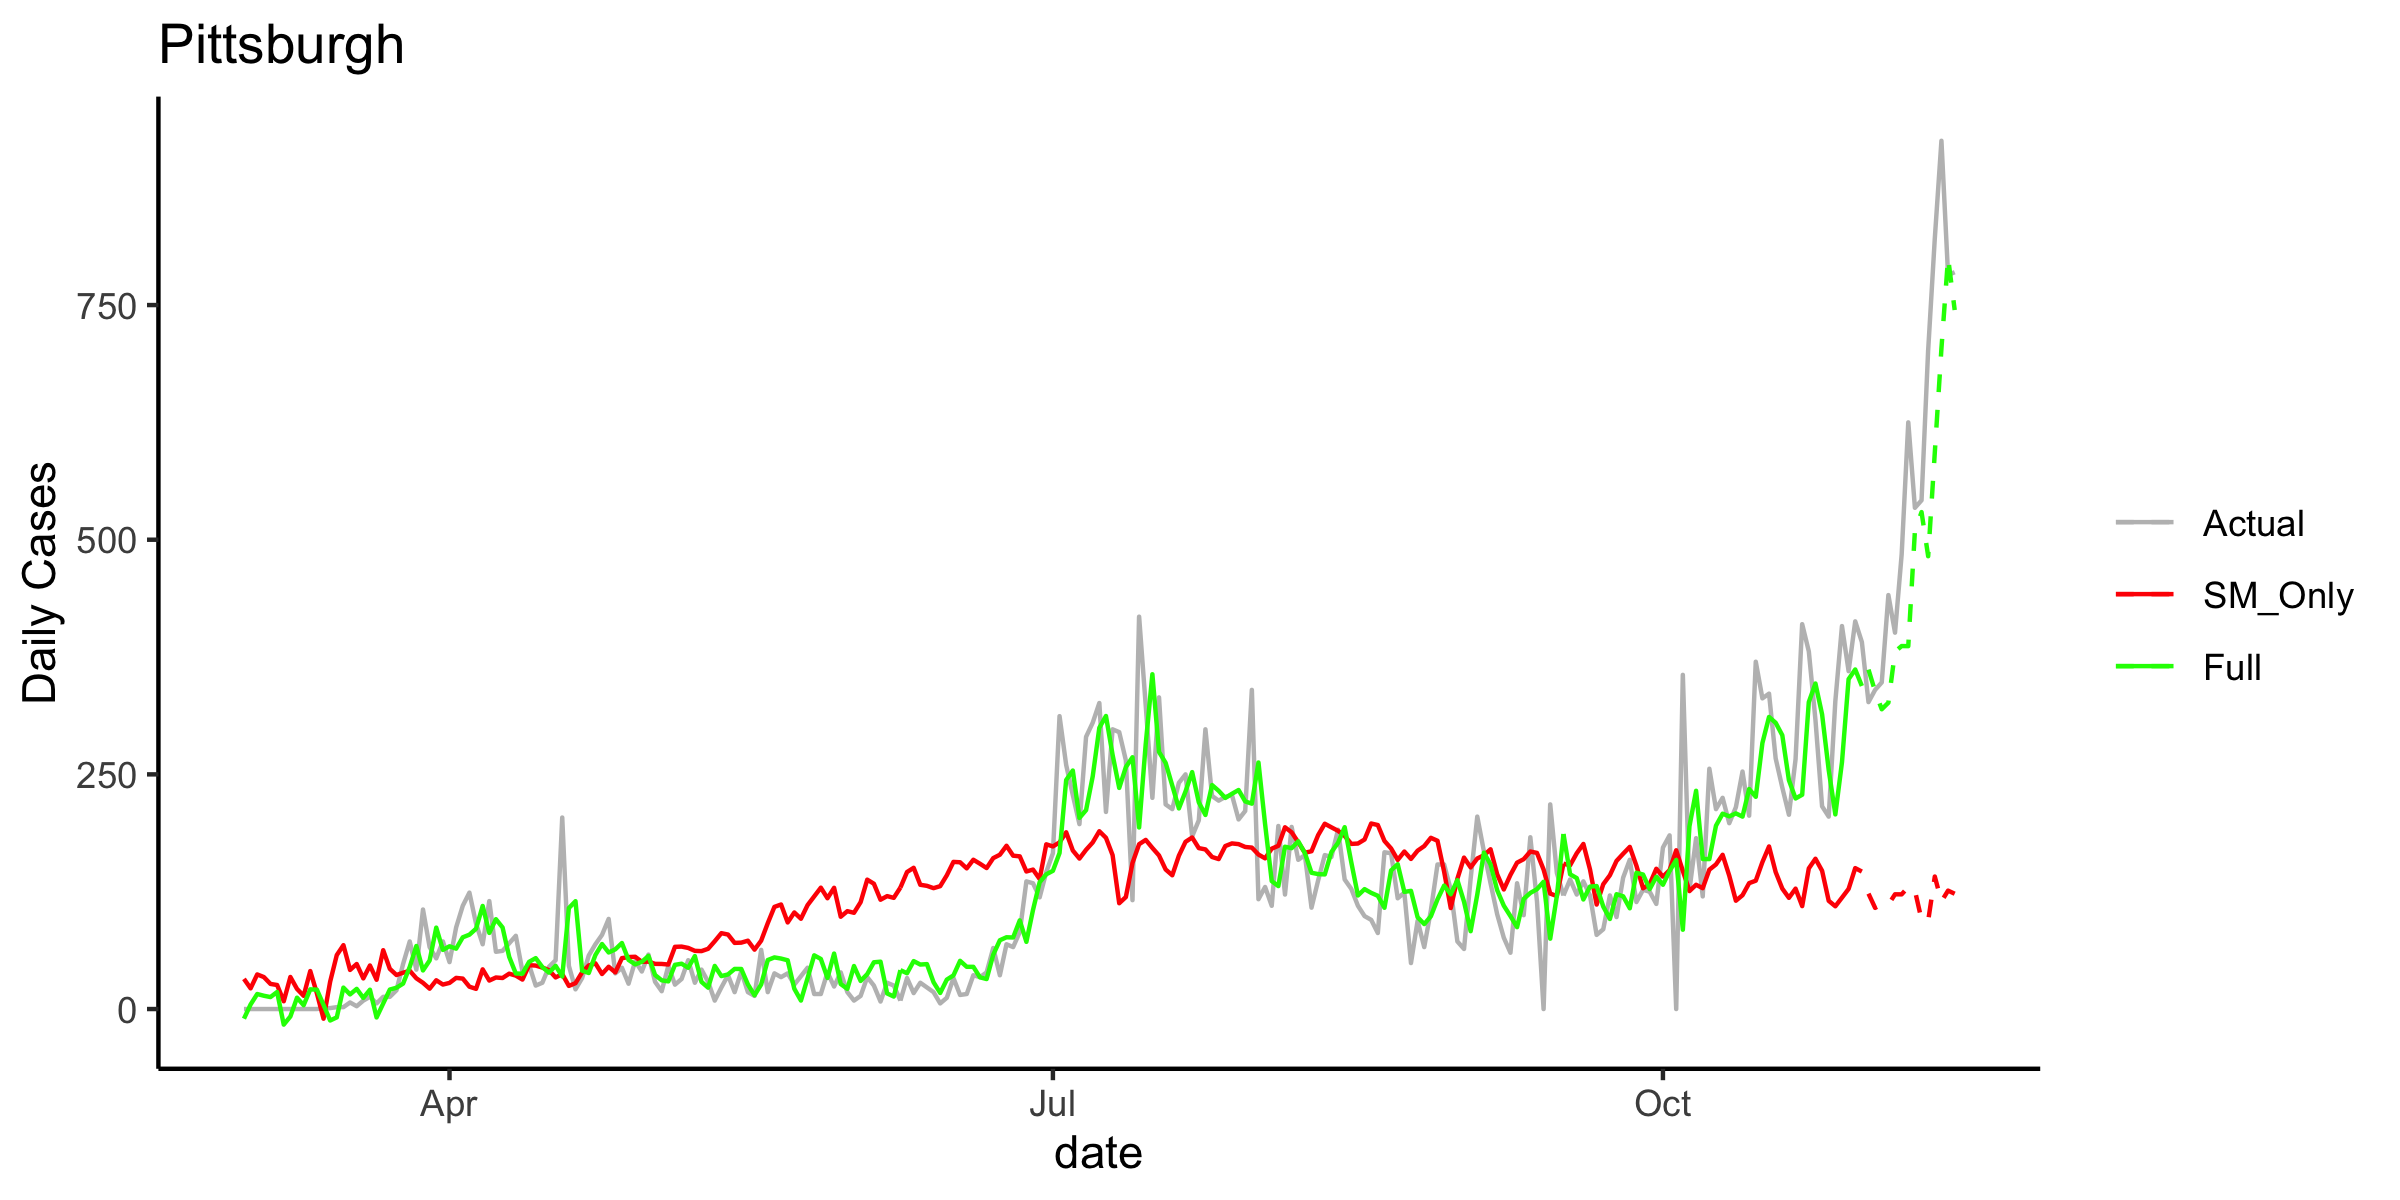 Pittsburgh
Daily Cases
750
500
250
0
Apr
Jul
Oct
date
Actual
SM_Only
Full